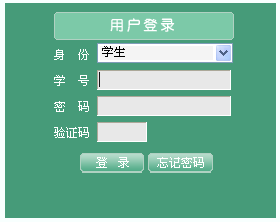 用户登录
身 份 学生
学 号
密 码
验证码
登 录 忘记密码